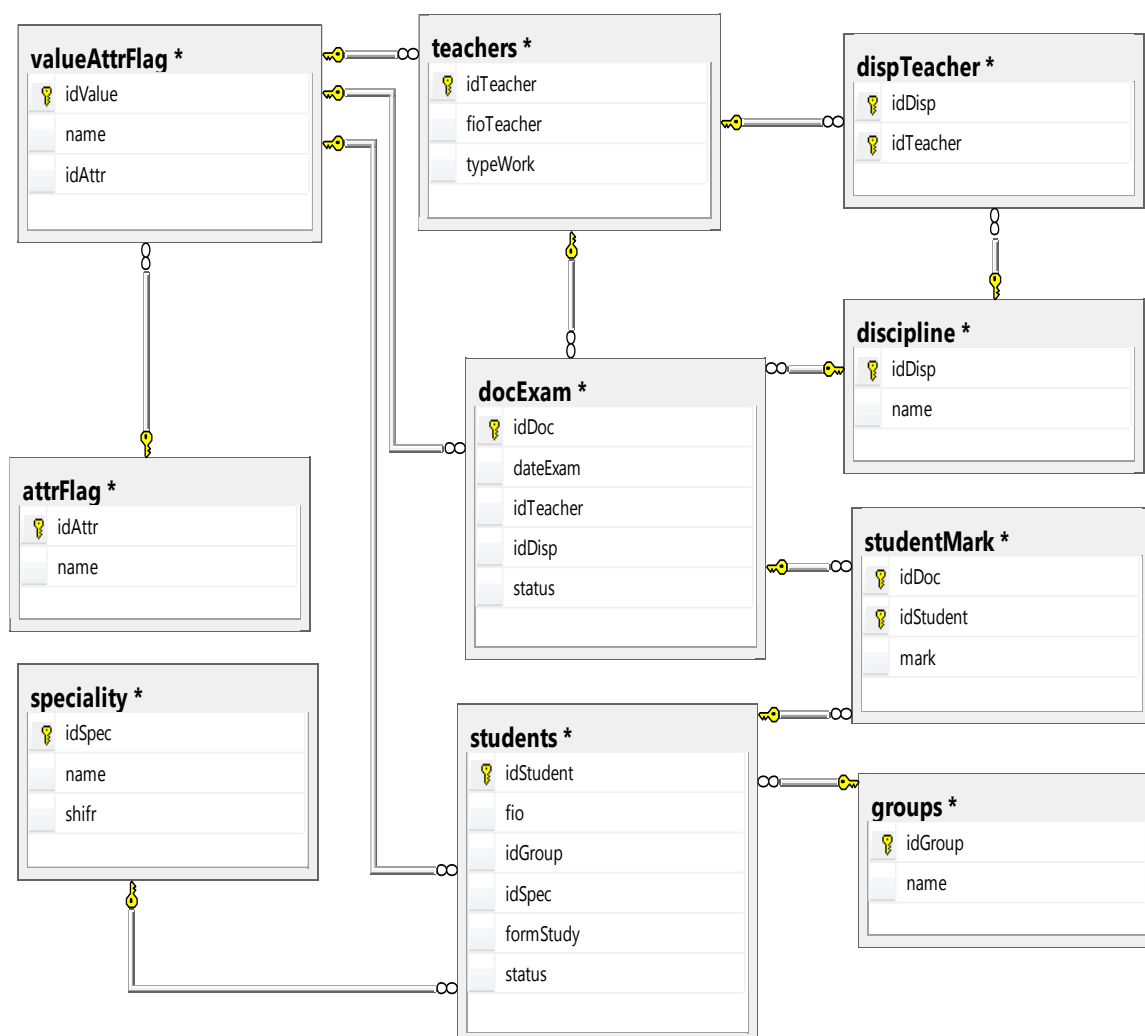 valueAttrFlag *
idValue
name
idAttr
teachers *
idTeacher
fioTeacher
typeWork
dispTeacher *
idDisp
idTeacher
discipline *
idDisp
name
docExam *
idDoc
dateExam
idTeacher
idDisp
status
attrFlag *
idAttr
name
studentMark *
idDoc
idStudent
mark
speciality *
idSpec
name
shifr
students *
idStudent
fio
idGroup
idSpec
formStudy
status
groups *
idGroup
name